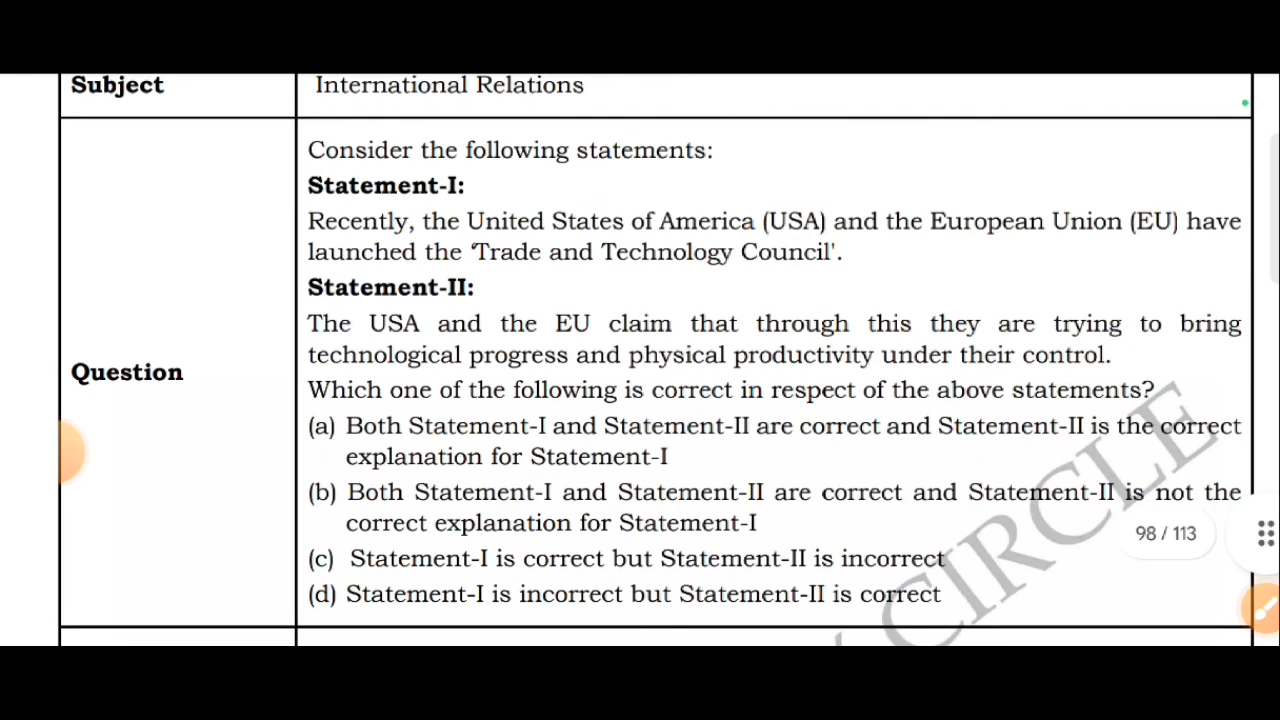 Subject
International Relations
Consider the following statements:
Statement-I:
Recently, the United States of America (USA) and the European Union (EU) have
launched the 'Trade and Technology Council'.
Statement-II:
The USA and the EU claim that through this they are trying to bring
technological progress and physical productivity under their control.
Question
Which one of the following is correct in respect of the above statements?
(a) Both Statement-I and Statement-II are correct and Statement-II is the correct
explanation for Statement-I
(b) Both Statement-I and Statement-II are correct and Statement-II is not the
correct explanation for Statement-I
98 / 113
(c) Statement-I is correct but Statement-II is incorrect
(d) Statement-I is incorrect but Statement-II is correct
CIRCLE